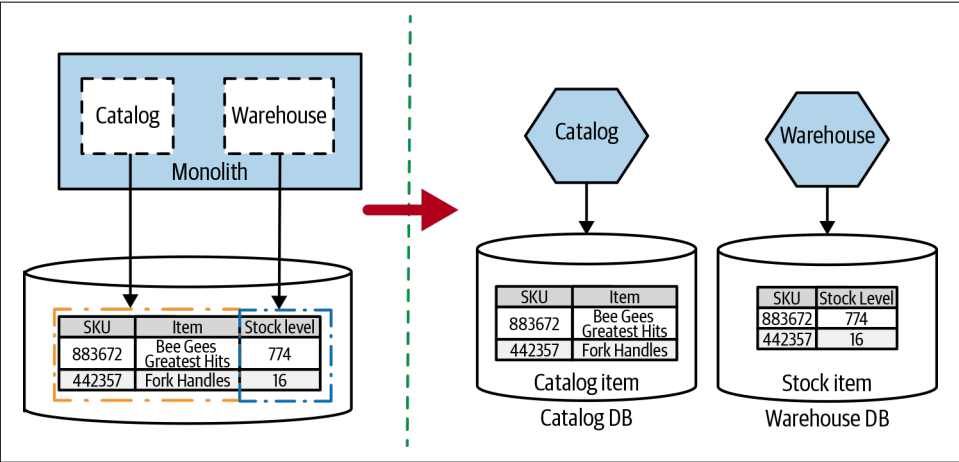 Catalog
Warehouse
Monolith
SKU Item Stock level
883672 Bee Gees Greatest Hits 774
442357 Fork Handles 16
Catalog
Warehouse
SKU Item
883672 Bee Gees Greatest Hits
442357 Fork Handles
Catalog item
Catalog DB
SKU Stock Level
883672 774
442357 16
Stock item
Warehouse DB